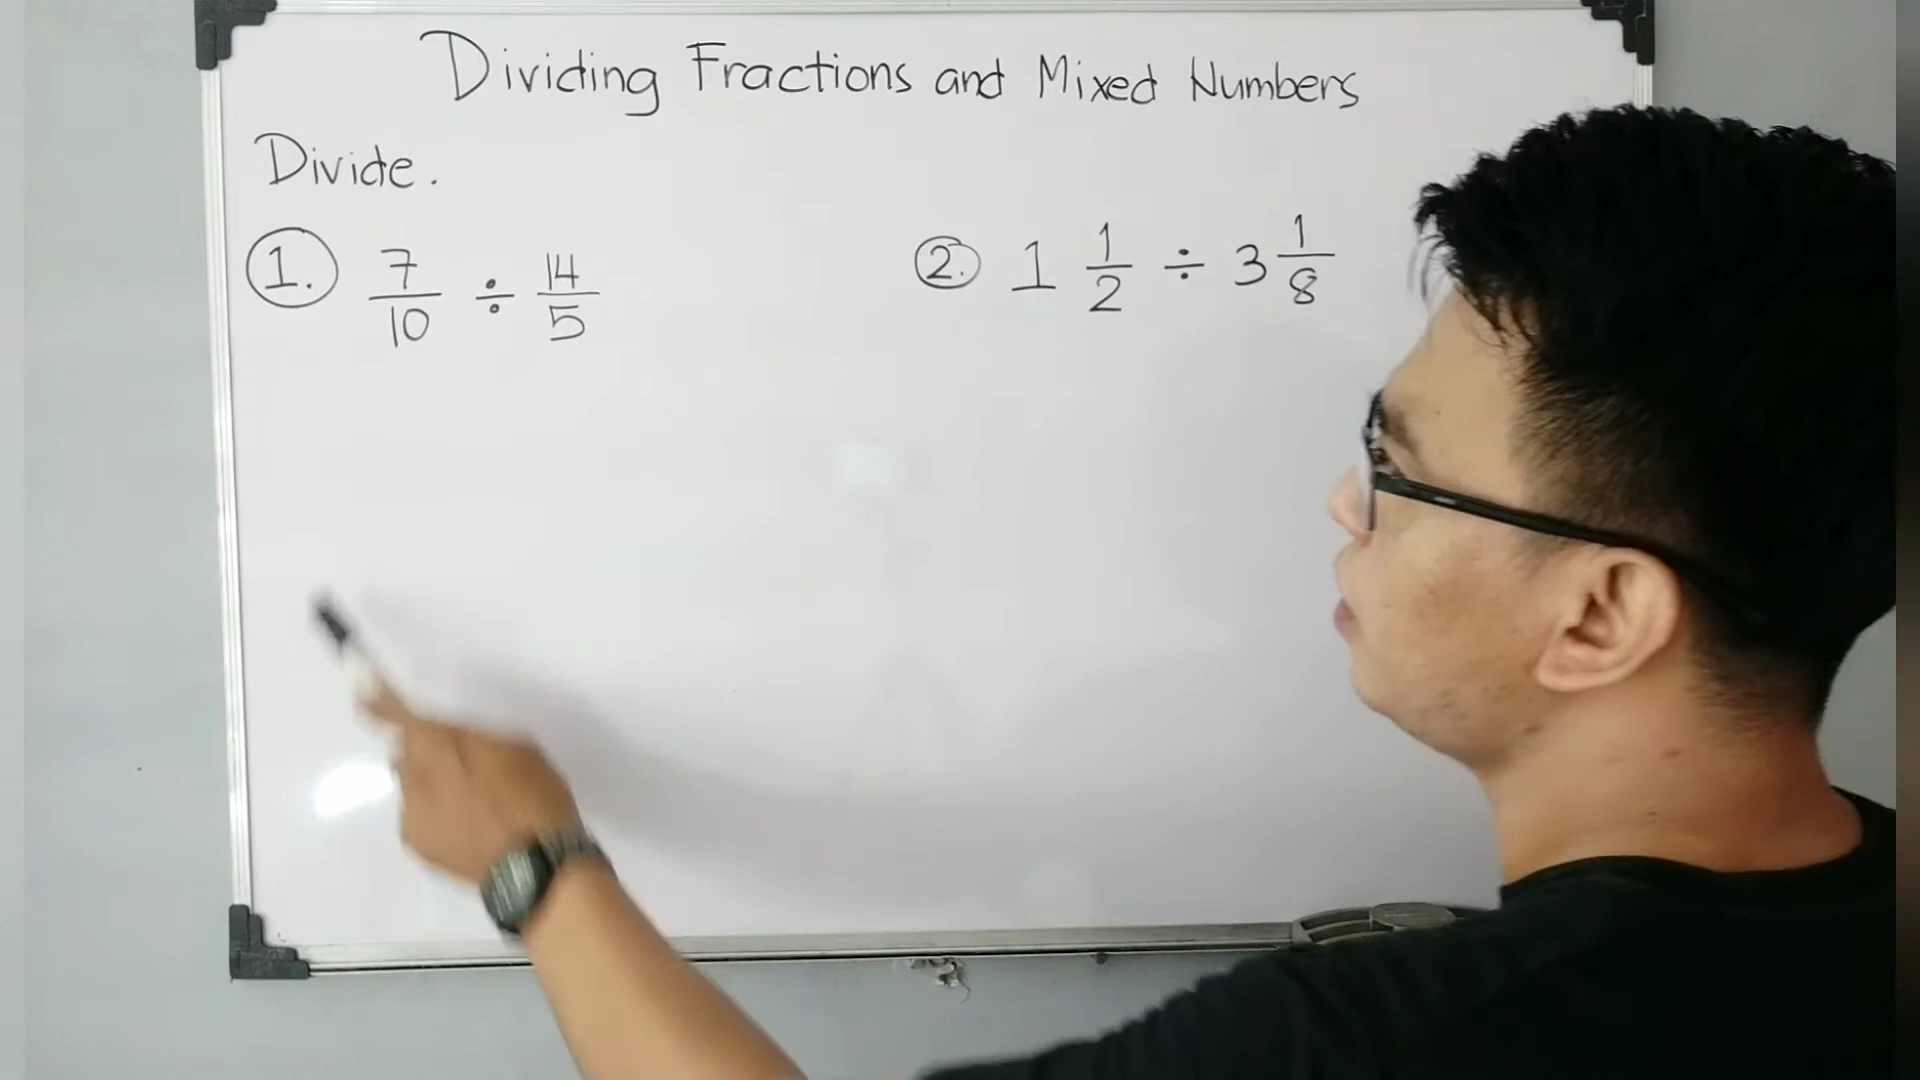 Dividing Fractions and Mixed Numbers
Divide.
1. 7/10 ÷ 14/5
2. 1 1/2 ÷ 3 1/8